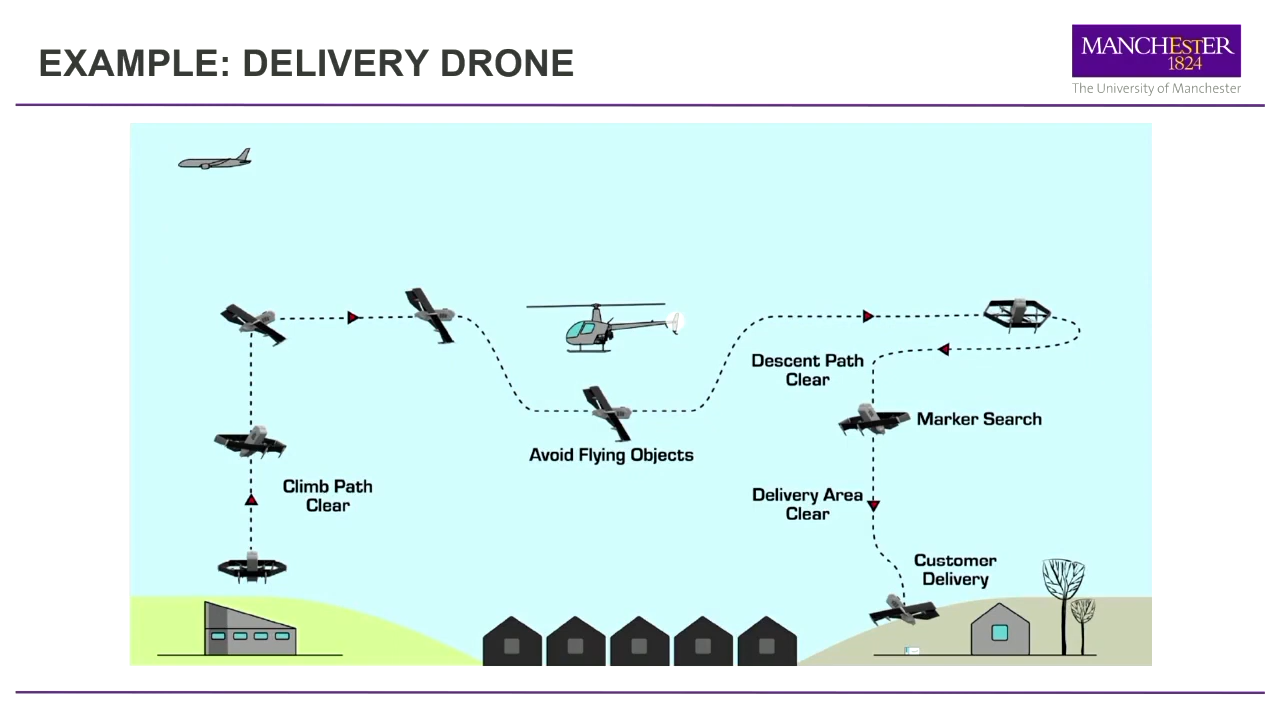 EXAMPLE: DELIVERY DRONE
MANCHESTER
1824
The University of Manchester
Descent Path
Clear
Marker Search
Avoid Flying Objects
Climb Path
Clear
Delivery Area
Clear
Customer
Delivery